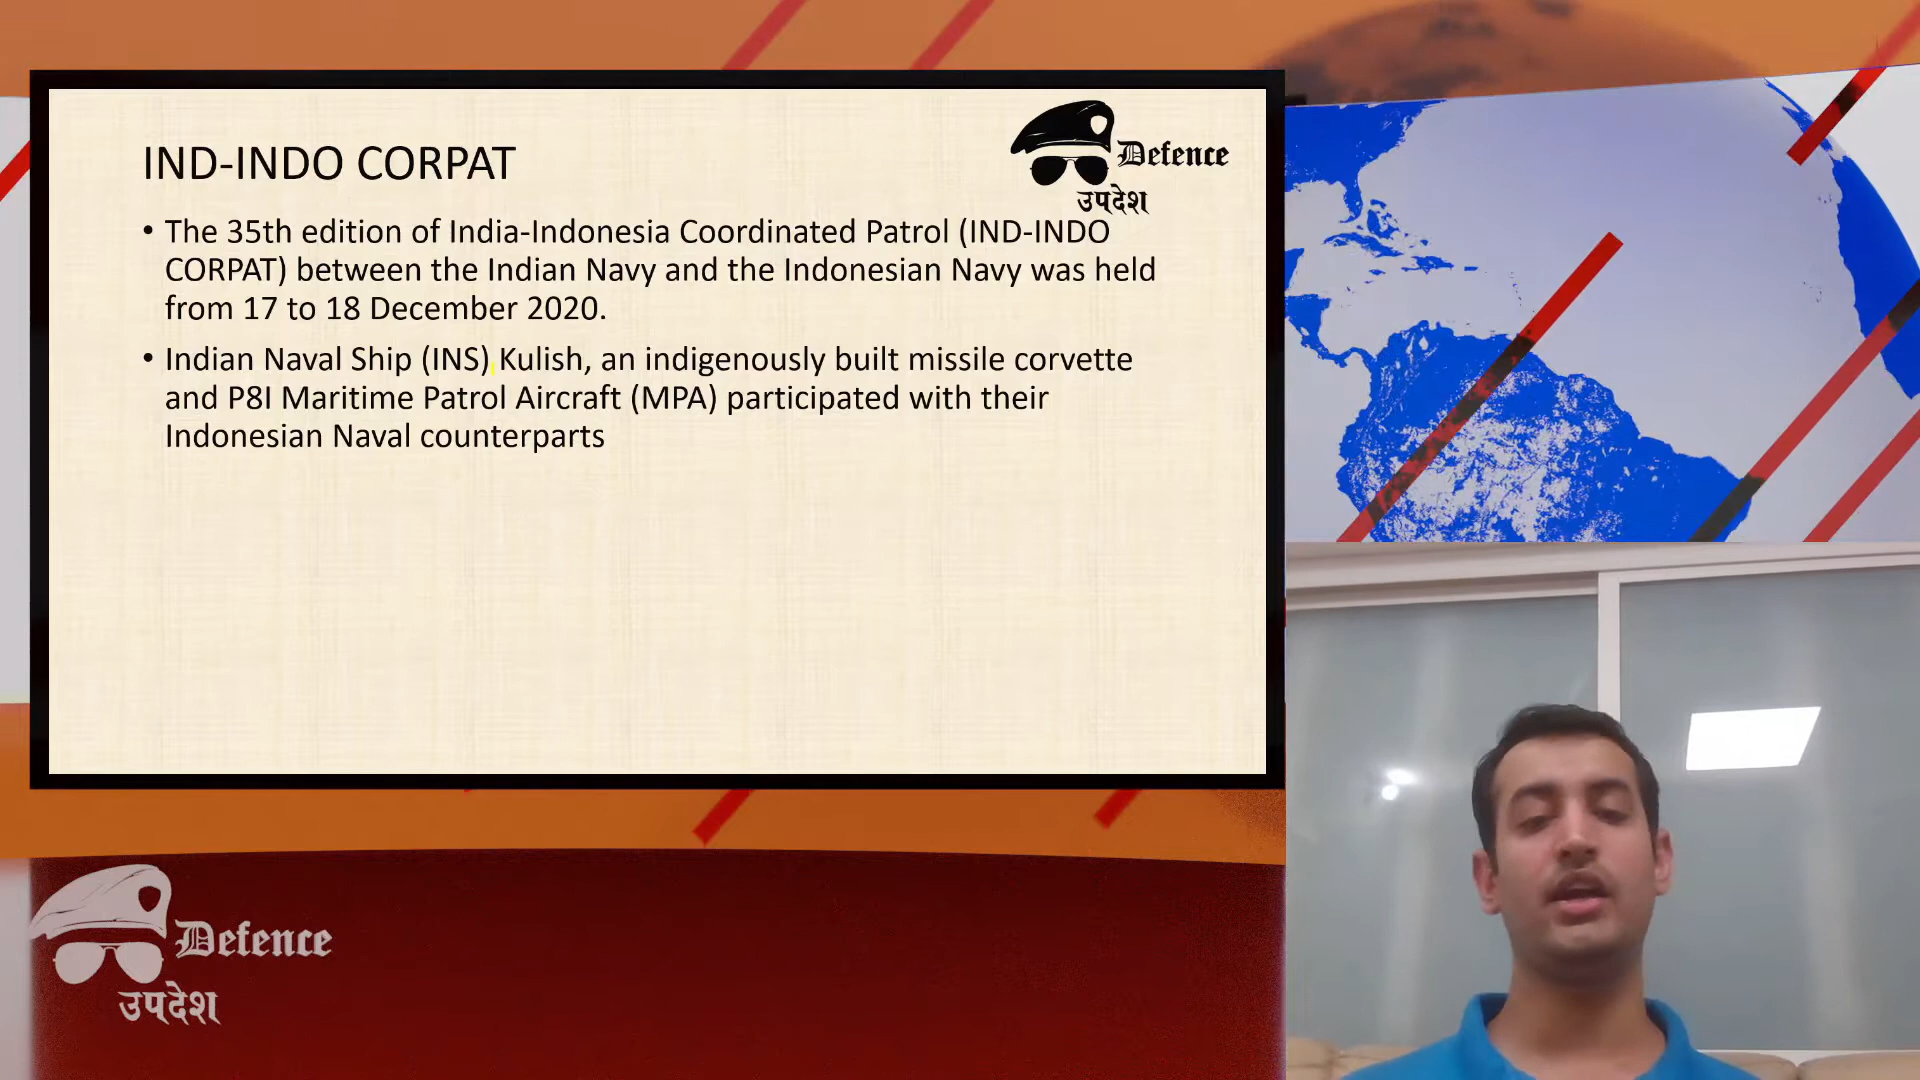 IND-INDO CORPAT
Defence
उपदेश
• The 35th edition of India-Indonesia Coordinated Patrol (IND-INDO
CORPAT) between the Indian Navy and the Indonesian Navy was held
from 17 to 18 December 2020.
• Indian Naval Ship (INS) Kulish, an indigenously built missile corvette
and P8I Maritime Patrol Aircraft (MPA) participated with their
Indonesian Naval counterparts
Defence
उपदेश